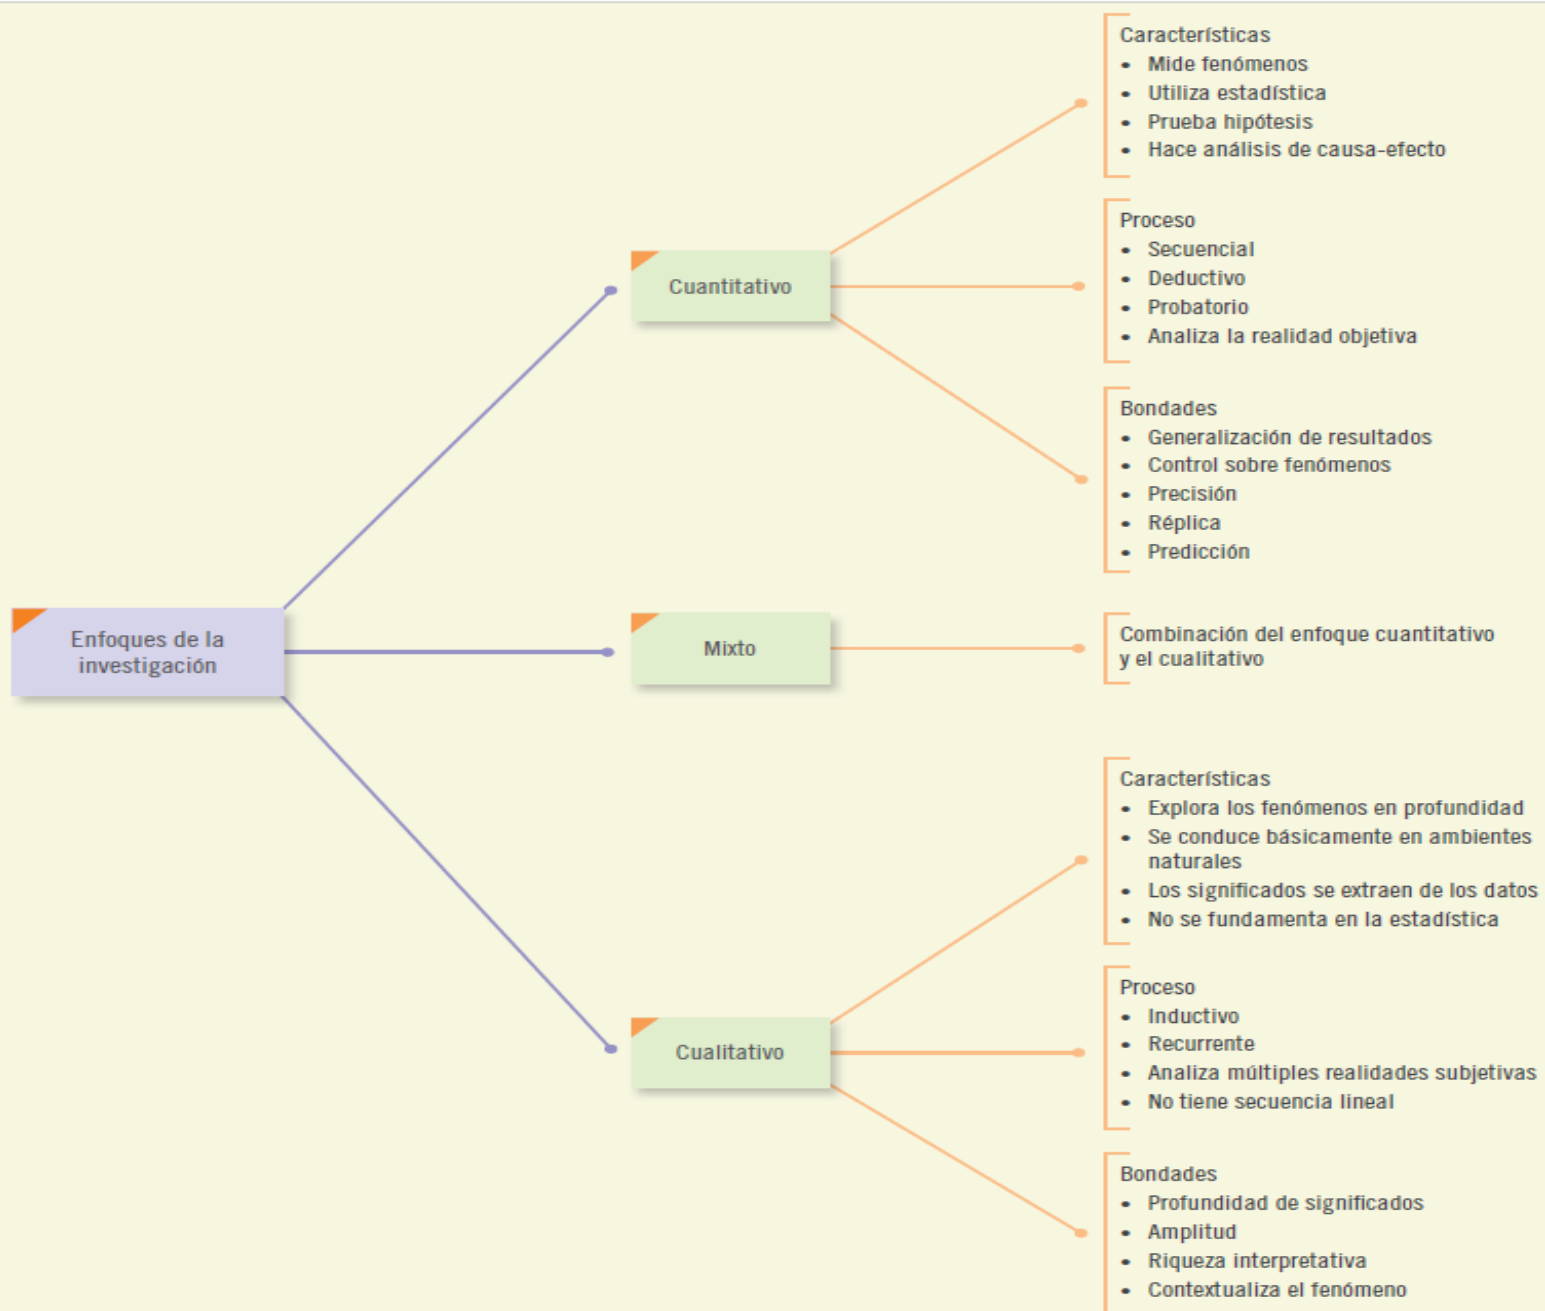 Enfoques de la
investigación
Cuantitativo
Características
• Mide fenómenos
• Utiliza estadística
• Prueba hipótesis
• Hace análisis de causa-efecto
Proceso
• Secuencial
• Deductivo
• Probatorio
• Analiza la realidad objetiva
Bondades
• Generalización de resultados
• Control sobre fenómenos
• Precisión
• Réplica
• Predicción
Mixto
Combinación del enfoque cuantitativo
y el cualitativo
Cualitativo
Características
• Explora los fenómenos en profundidad
• Se conduce básicamente en ambientes
naturales
• Los significados se extraen de los datos
• No se fundamenta en la estadística
Proceso
• Inductivo
• Recurrente
• Analiza múltiples realidades subjetivas
• No tiene secuencia lineal
Bondades
• Profundidad de significados
• Amplitud
• Riqueza interpretativa
• Contextualiza el fenómeno